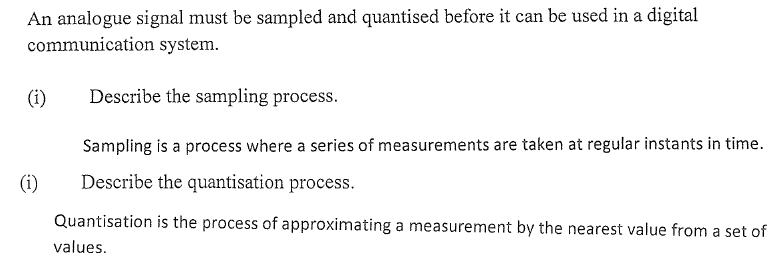 An analogue signal must be sampled and quantised before it can be used in a digital
communication system.
(i) Describe the sampling process.
Sampling is a process where a series of measurements are taken at regular instants in time.
(i) Describe the quantisation process.
Quantisation is the process of approximating a measurement by the nearest value from a set of
values.